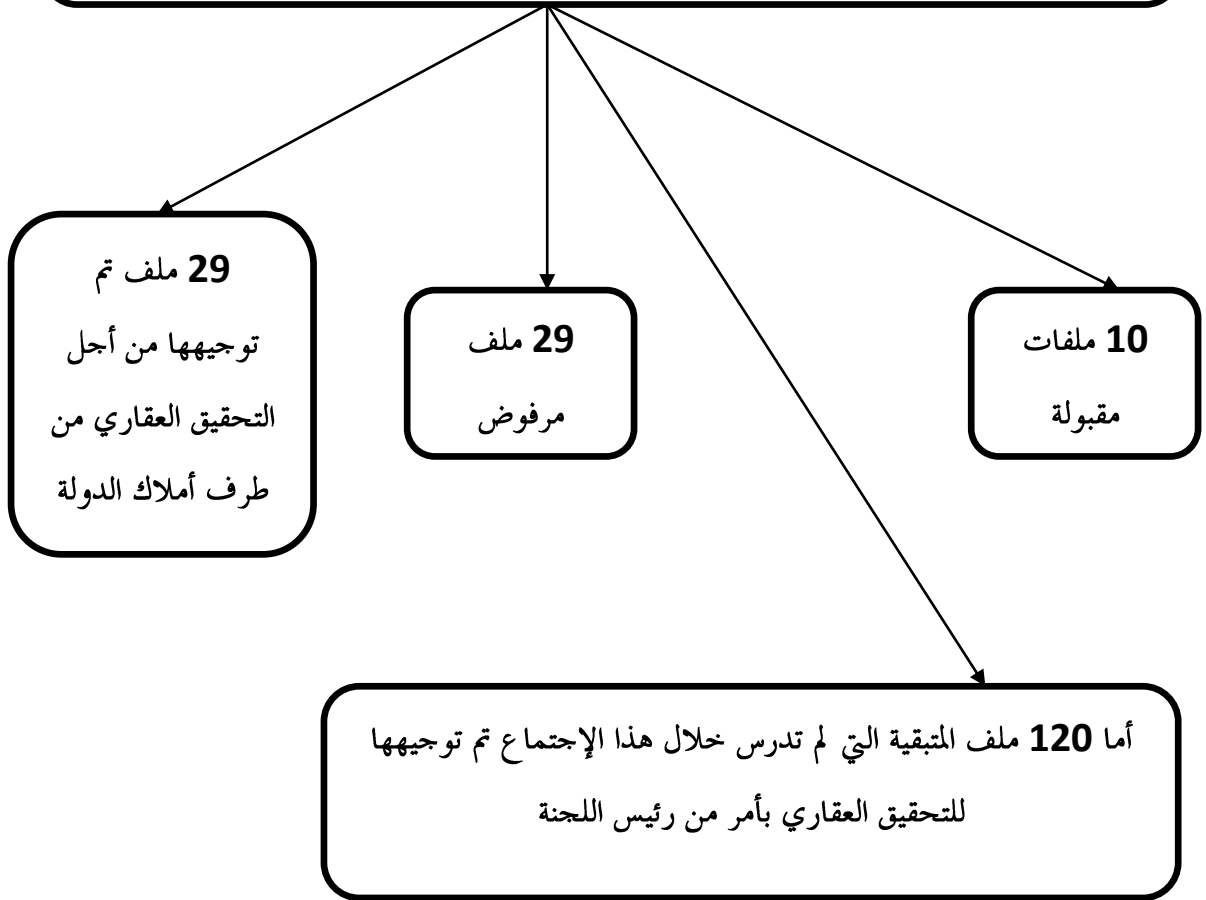 10 ملفات
مقبولة
29 ملف
مرفوض
29 ملف تم
توجيهها من أجل
التحقيق العقاري من
طرف أملاك الدولة
أما 120 ملف المتبقية التي لم تدرس خلال هذا الإجتماع تم توجيهها
للتحقيق العقاري بأمر من رئيس اللجنة